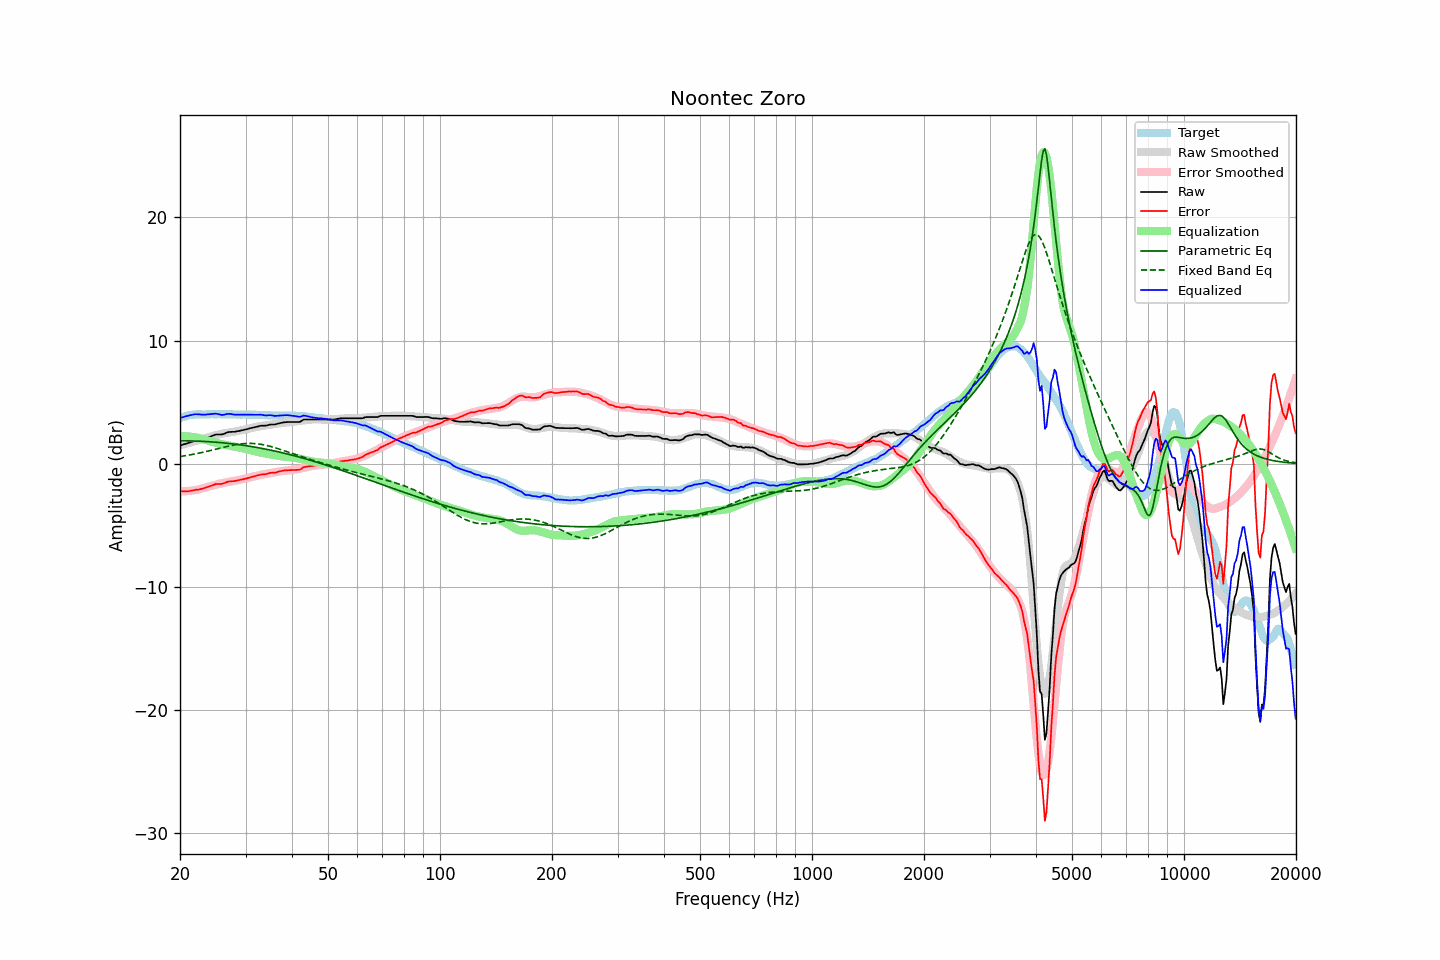 Noontec Zoro
Target
Raw Smoothed
Error Smoothed
Raw
Error
Equalization
Parametric Eq
Fixed Band Eq
Equalized
Amplitude (dBr)
20
10
0
−10
−20
−30
20 50 100 200 500 1000 2000 5000 10000 20000
Frequency (Hz)